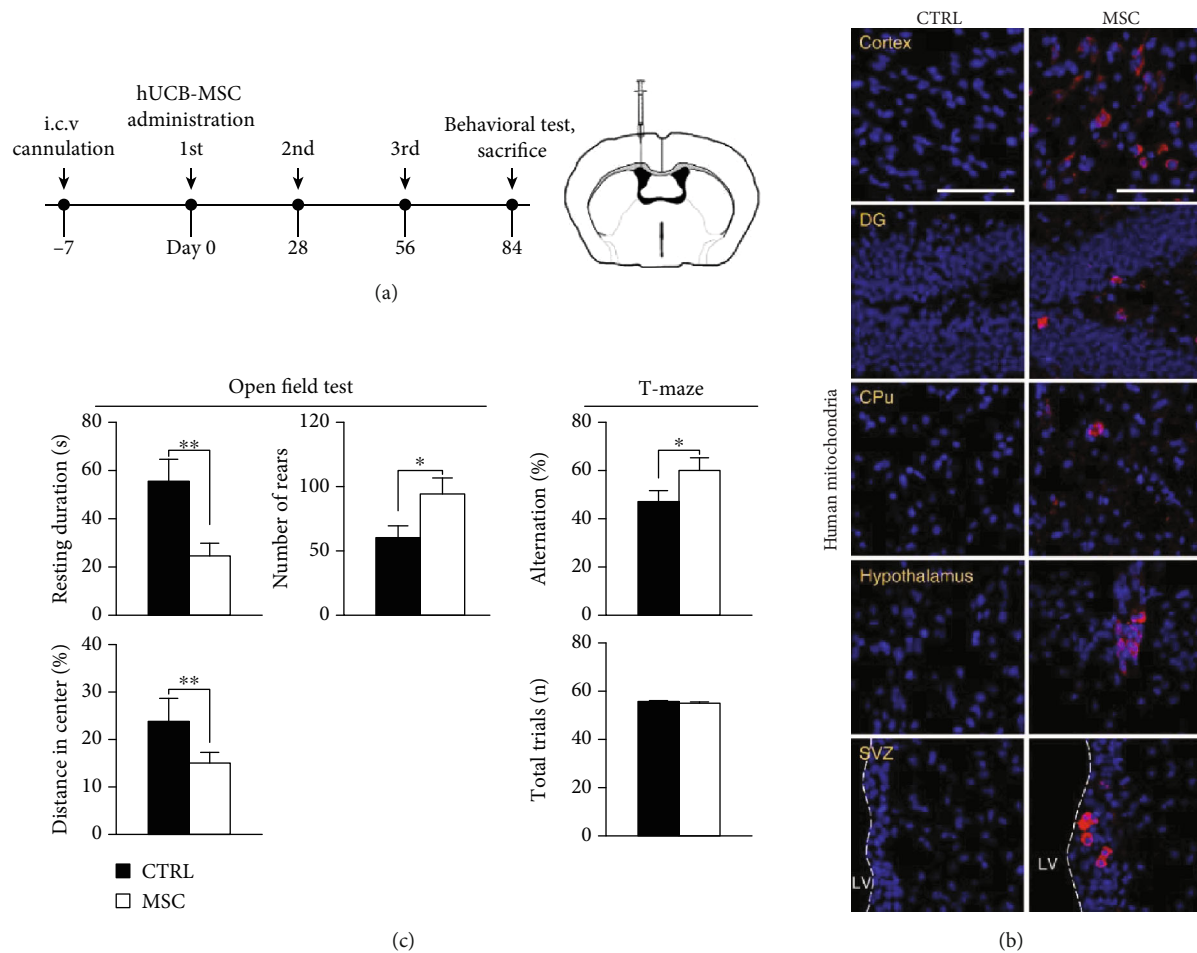 hUCB-MSC
administration
i.c.v
cannulation
1st
2nd
3rd
Behavioral test,
sacrifice
–7
Day 0
28
56
84
(a)
CTRL
MSC
Human mitochondria
Cortex
DG
CPu
Hypothalamus
SVZ
LV
LV
(b)
Open field test
T-maze
Resting duration (s)
80
60
40
20
0
**
Number of rears
120
100
50
0
*
Alternation (%)
80
60
40
20
0
*
Distance in center (%)
40
30
20
10
0
**
Total trials (n)
80
60
40
20
0
CTRL
MSC
(c)